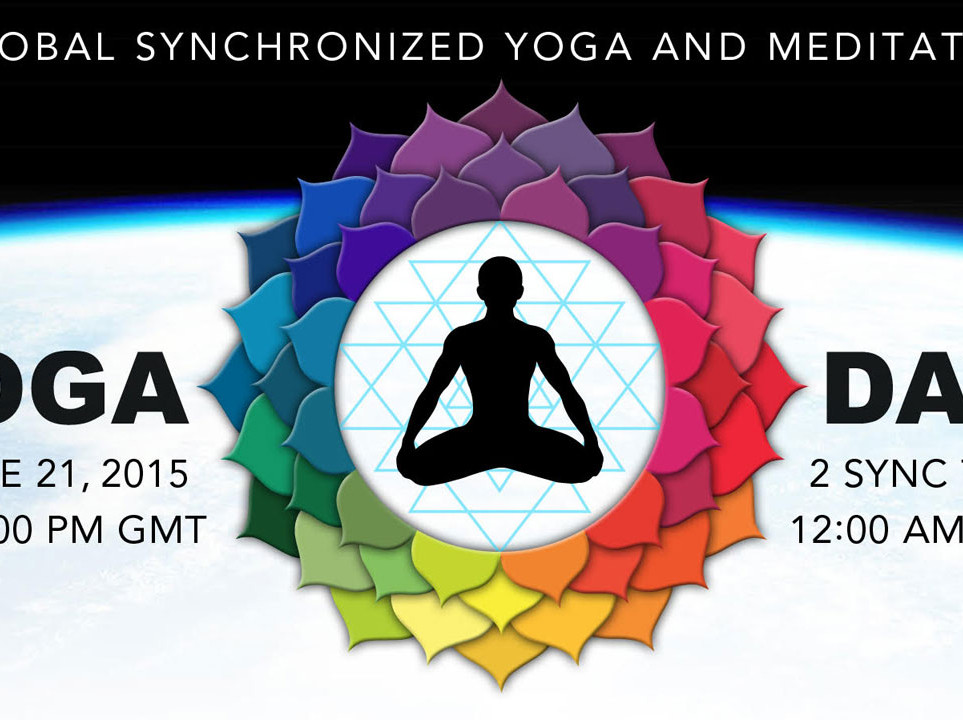 OBAL SYNCHRONIZED YOGA AND MEDITAT
OGA
DA
E 21, 2015
2 SYNC
00 PM GMT
12:00 AM